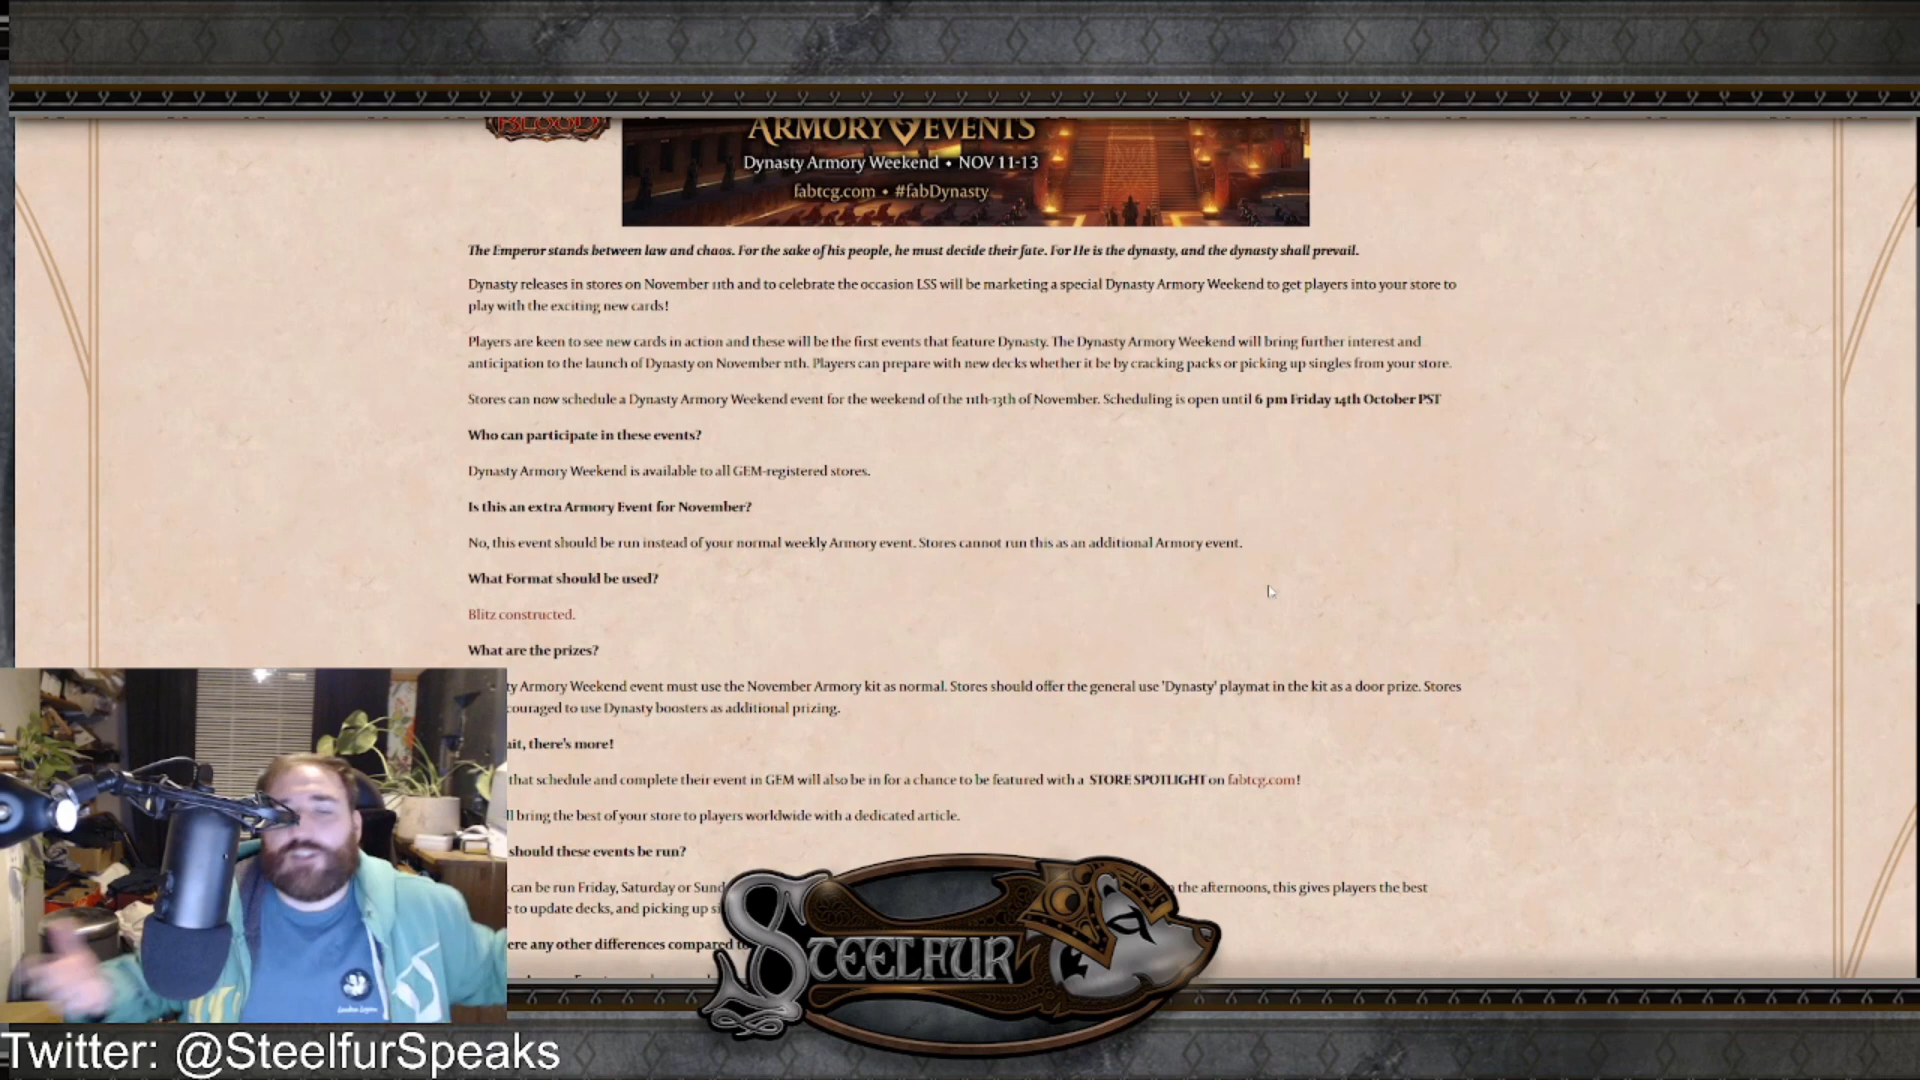 BLOOD
ARMORY EVENTS
Dynasty Armory Weekend • NOV 11-13
fabtcg.com • #fabDynasty
The Emperor stands between law and chaos. For the sake of his people, he must decide their fate. For He is the dynasty, and the dynasty shall prevail.
Dynasty releases in stores on November 11th and to celebrate the occasion LSS will be marketing a special Dynasty Armory Weekend to get players into your store to
play with the exciting new cards!
Players are keen to see new cards in action and these will be the first events that feature Dynasty. The Dynasty Armory Weekend will bring further interest and
anticipation to the launch of Dynasty on November 11th. Players can prepare with new decks whether it be by cracking packs or picking up singles from your store.
Stores can now schedule a Dynasty Armory Weekend event for the weekend of the 11th-13th of November. Scheduling is open until 6 pm Friday 14th October PST
Who can participate in these events?
Dynasty Armory Weekend is available to all GEM-registered stores.
Is this an extra Armory Event for November?
No, this event should be run instead of your normal weekly Armory event. Stores cannot run this as an additional Armory event.
What Format should be used?
Blitz constructed.
What are the prizes?
ty Armory Weekend event must use the November Armory kit as normal. Stores should offer the general use 'Dynasty' playmat in the kit as a door prize. Stores
couraged to use Dynasty boosters as additional prizing.
ait, there's more!
that schedule and complete their event in GEM will also be in for a chance to be featured with a STORE SPOTLIGHT on fabtcg.com!
ll bring the best of your store to players worldwide with a dedicated article.
should these events be run?
can be run Friday, Saturday or Sund the afternoons, this gives players the best
e to update decks, and picking up si
ere any other differences compared to
STEELFUR
Twitter: @SteelfurSpeaks